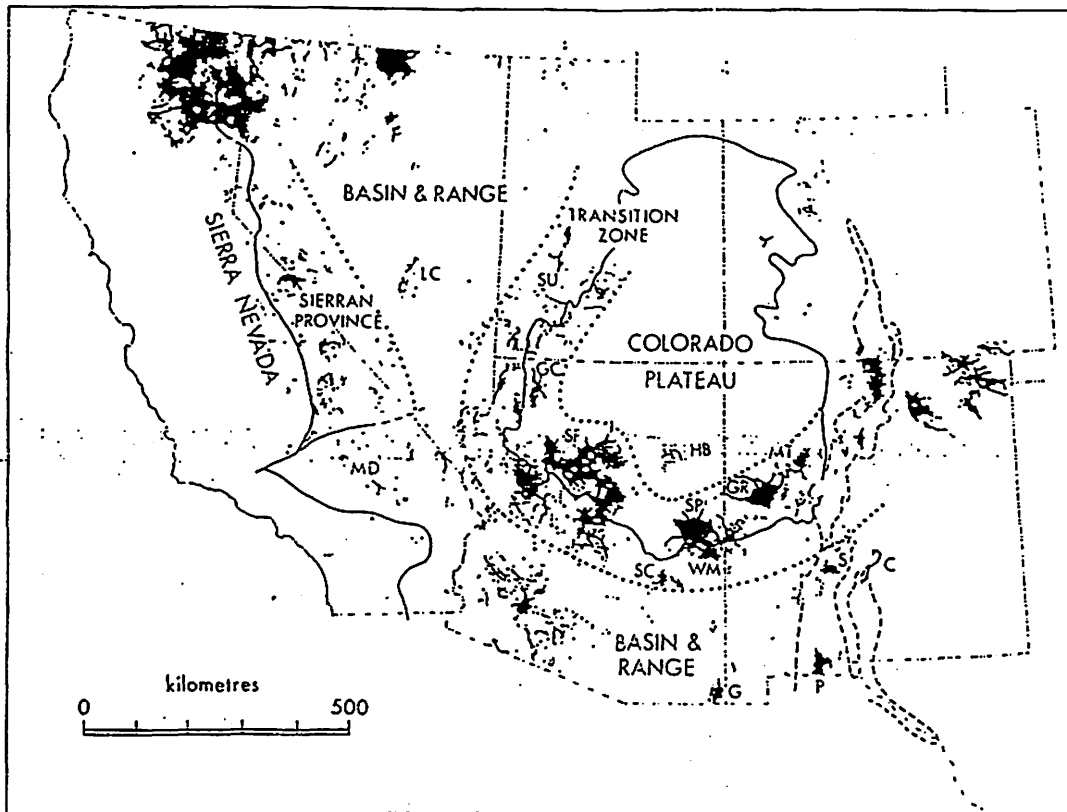 F
BASIN & RANGE
TRANSITION
ZONE
SIERRA NEVADA
LC
SU
SIERRAN
PROVINCE
COLORADO
PLATEAU
GC
SF
HB
MT
MD
GR
SP
SC
WM
S
C
BASIN &
RANGE
kilometres
G
P
0
500